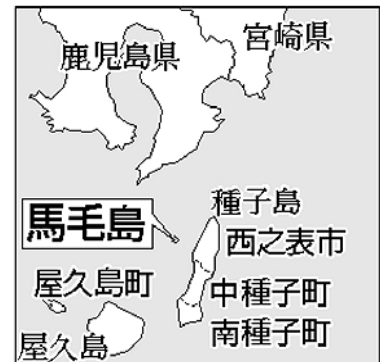 宮崎県
鹿児島県
種子島
馬毛島
西之表市
屋久島町
中種子町
南種子町
屋久島